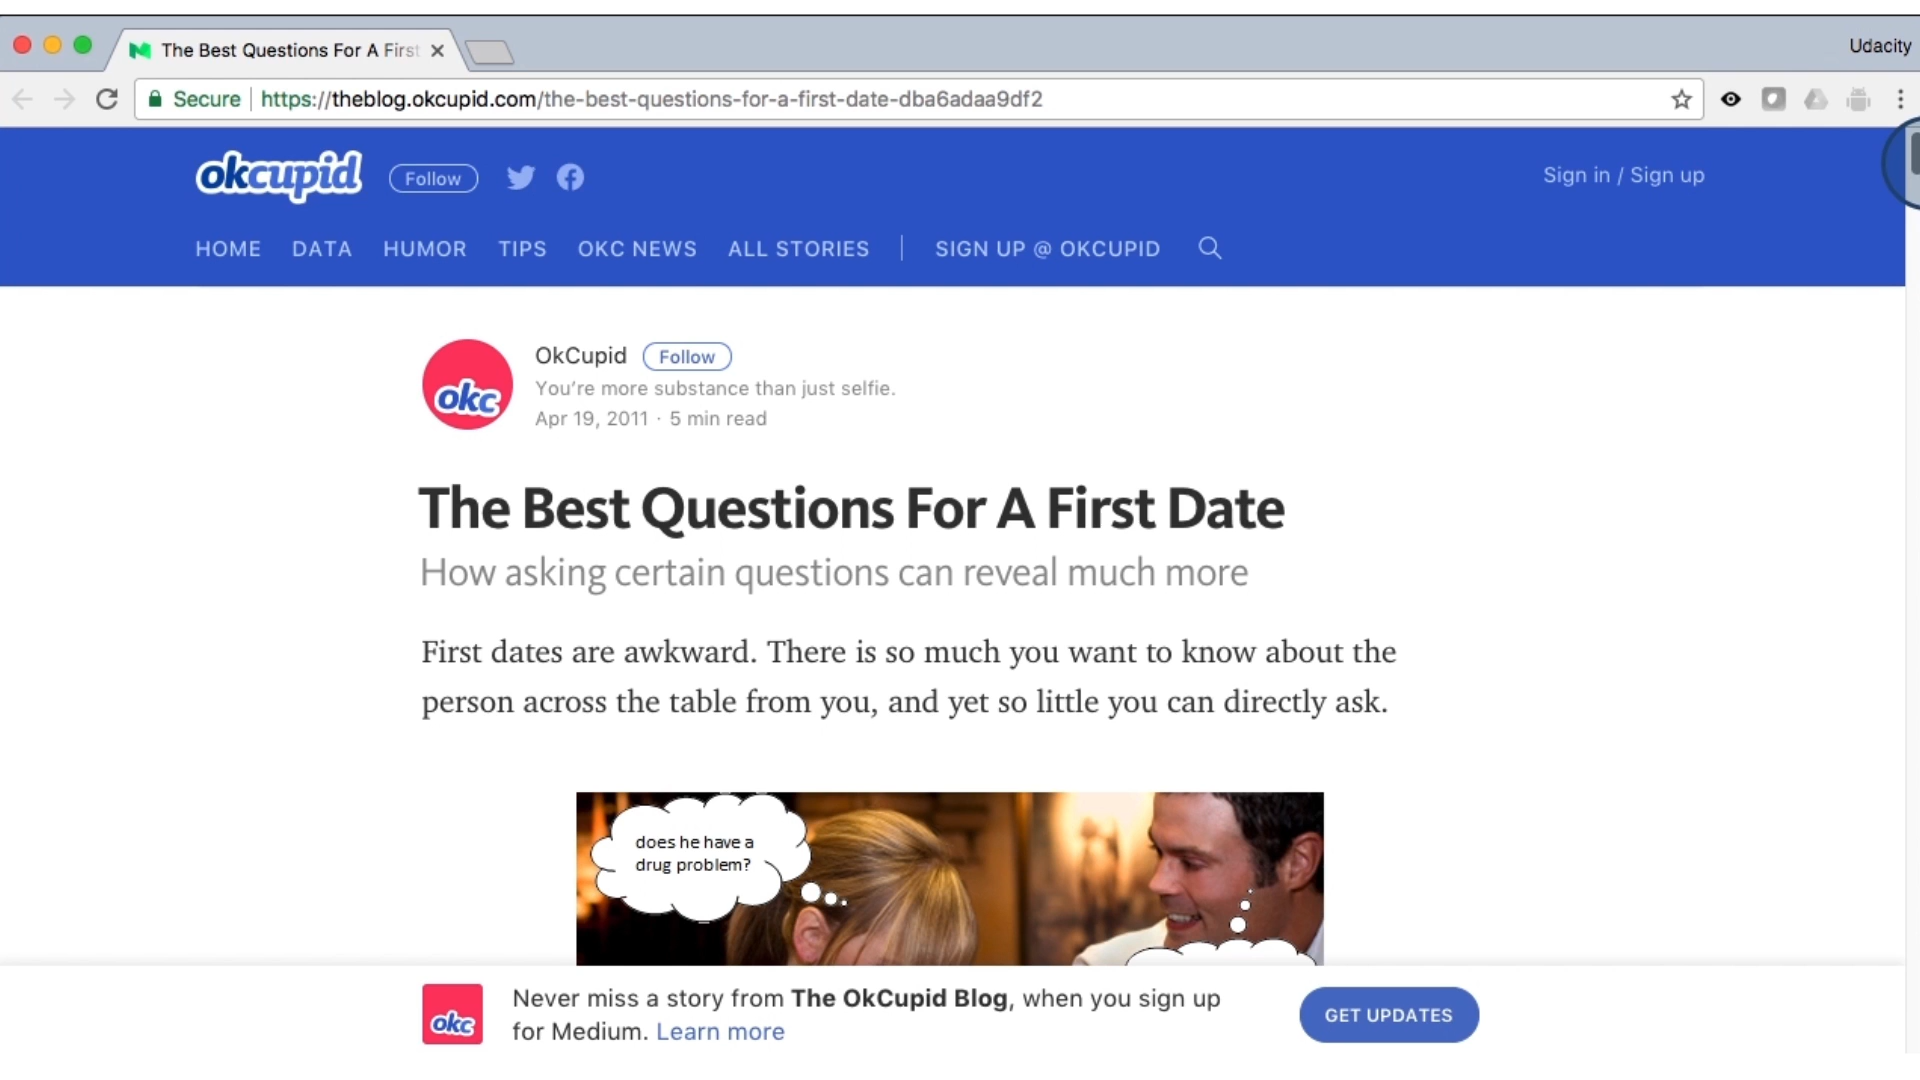 The Best Questions For A First
Udacity
Secure
https://theblog.okcupid.com/the-best-questions-for-a-first-date-dba6adaa9df2
okcupid
Follow
Sign in / Sign up
HOME DATA HUMOR TIPS OKC NEWS ALL STORIES | SIGN UP @ OKCUPID
okc
OkCupid Follow
You're more substance than just selfie.
Apr 19, 2011 · 5 min read
The Best Questions For A First Date
How asking certain questions can reveal much more
First dates are awkward. There is so much you want to know about the
person across the table from you, and yet so little you can directly ask.
does he have a
drug problem?
okc
Never miss a story from The OkCupid Blog, when you sign up
for Medium. Learn more
GET UPDATES